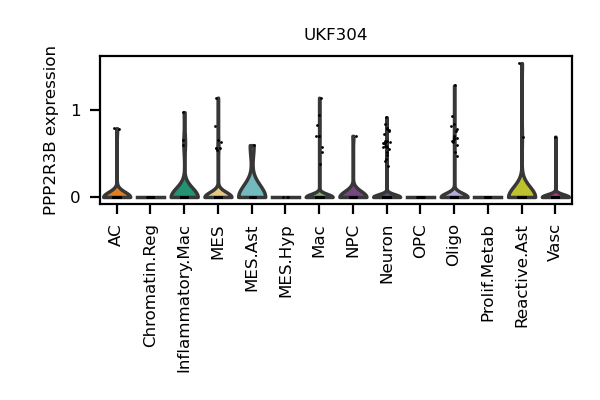 UKF304
PPP2R3B expression
1
0
AC
Chromatin.Reg
Inflammatory.Mac
MES
MES.Ast
MES.Hyp
Mac
NPC
Neuron
OPC
Oligo
Prolif.Metab
Reactive.Ast
Vasc